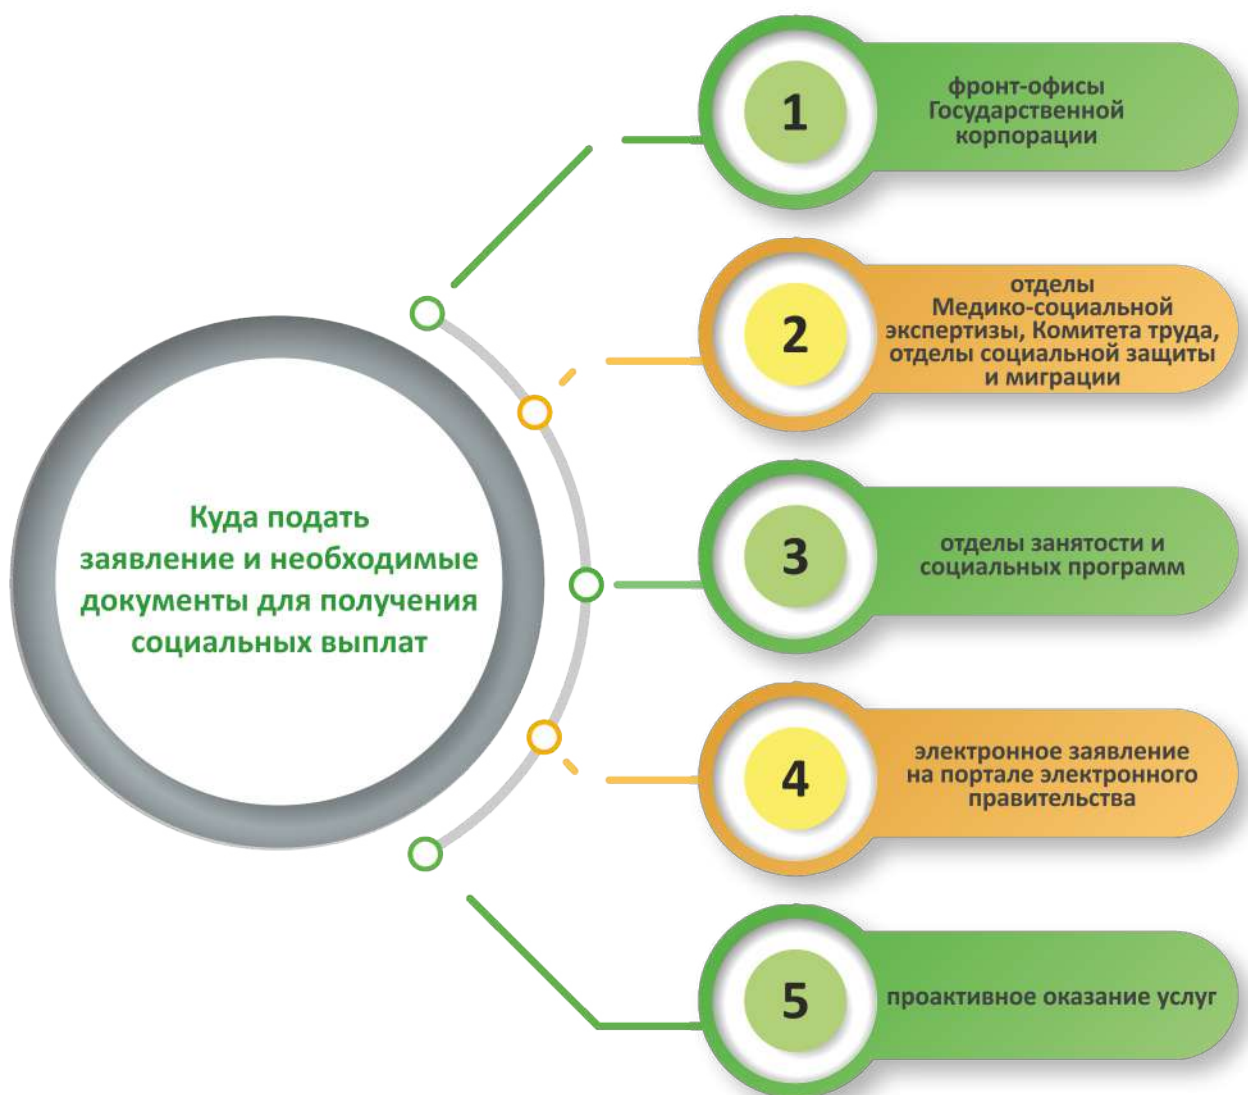 Куда подать
заявление и необходимые
документы для получения
социальных выплат
1
фронт-офисы
Государственной
корпорации
2
отделы
Медико-социальной
экспертизы, Комитета труда,
отделы социальной защиты
и миграции
3
отделы занятости и
социальных программ
4
электронное заявление
на портале электронного
правительства
5
проактивное оказание услуг